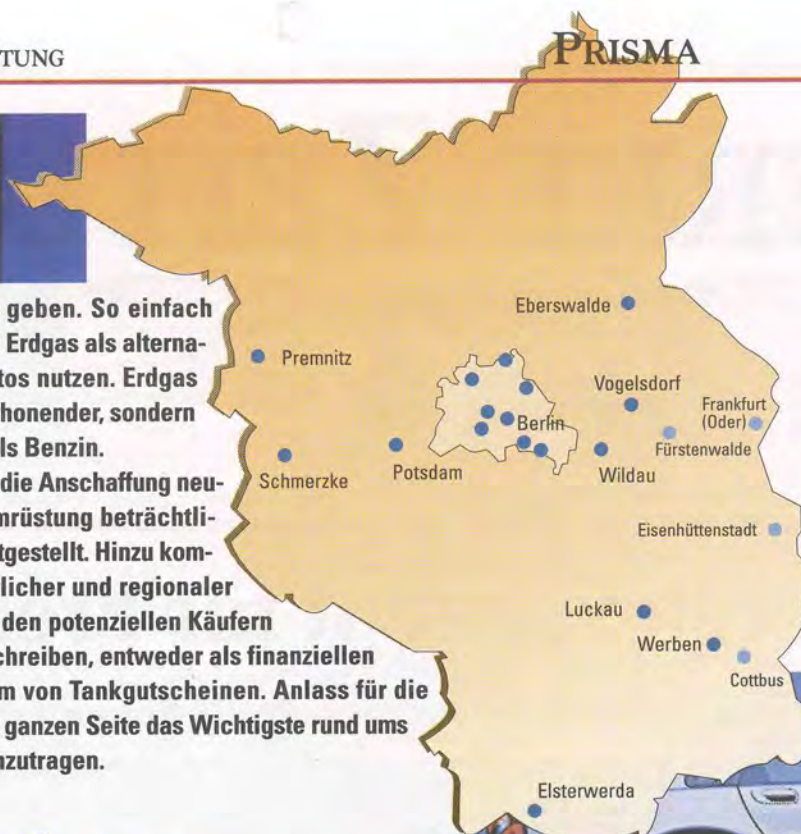 TUNG
PRISMA
geben. So einfach
Erdgas als alterna-
tos nutzen. Erdgas
honender, sondern
ls Benzin.
die Anschaffung neu-
mrüstung beträchtli-
tgestellt. Hinzu kom-
licher und regionaler
den potenziellen Käufern
chreiben, entweder als finanziellen
m von Tankgutscheinen. Anlass für die
ganzen Seite das Wichtigste rund ums
nzutragen.
Eberswalde
Premnitz
Vogelsdorf
Frankfurt
(Oder)
Berlin
Fürstenwalde
Schmerzke
Potsdam
Wildau
Eisenhüttenstadt
Luckau
Werben
Cottbus
Elsterwerda